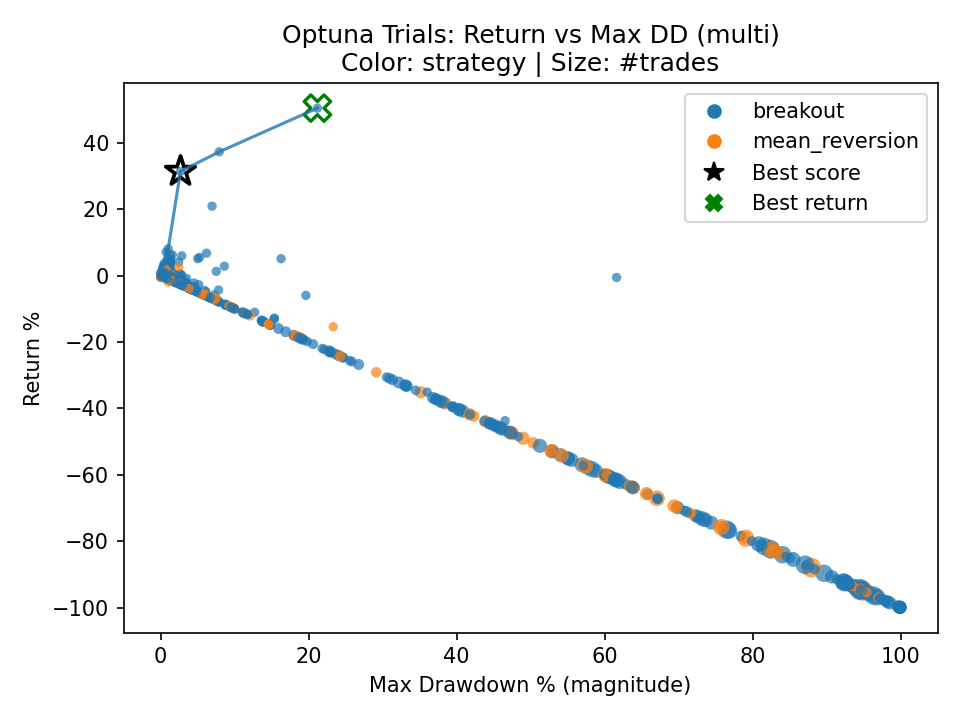 Optuna Trials: Return vs Max DD (multi)
Color: strategy | Size: #trades
breakout
mean_reversion
Best score
Best return
Return %
40
20
0
−20
−40
−60
−80
−100
0
20
40
60
80
100
Max Drawdown % (magnitude)